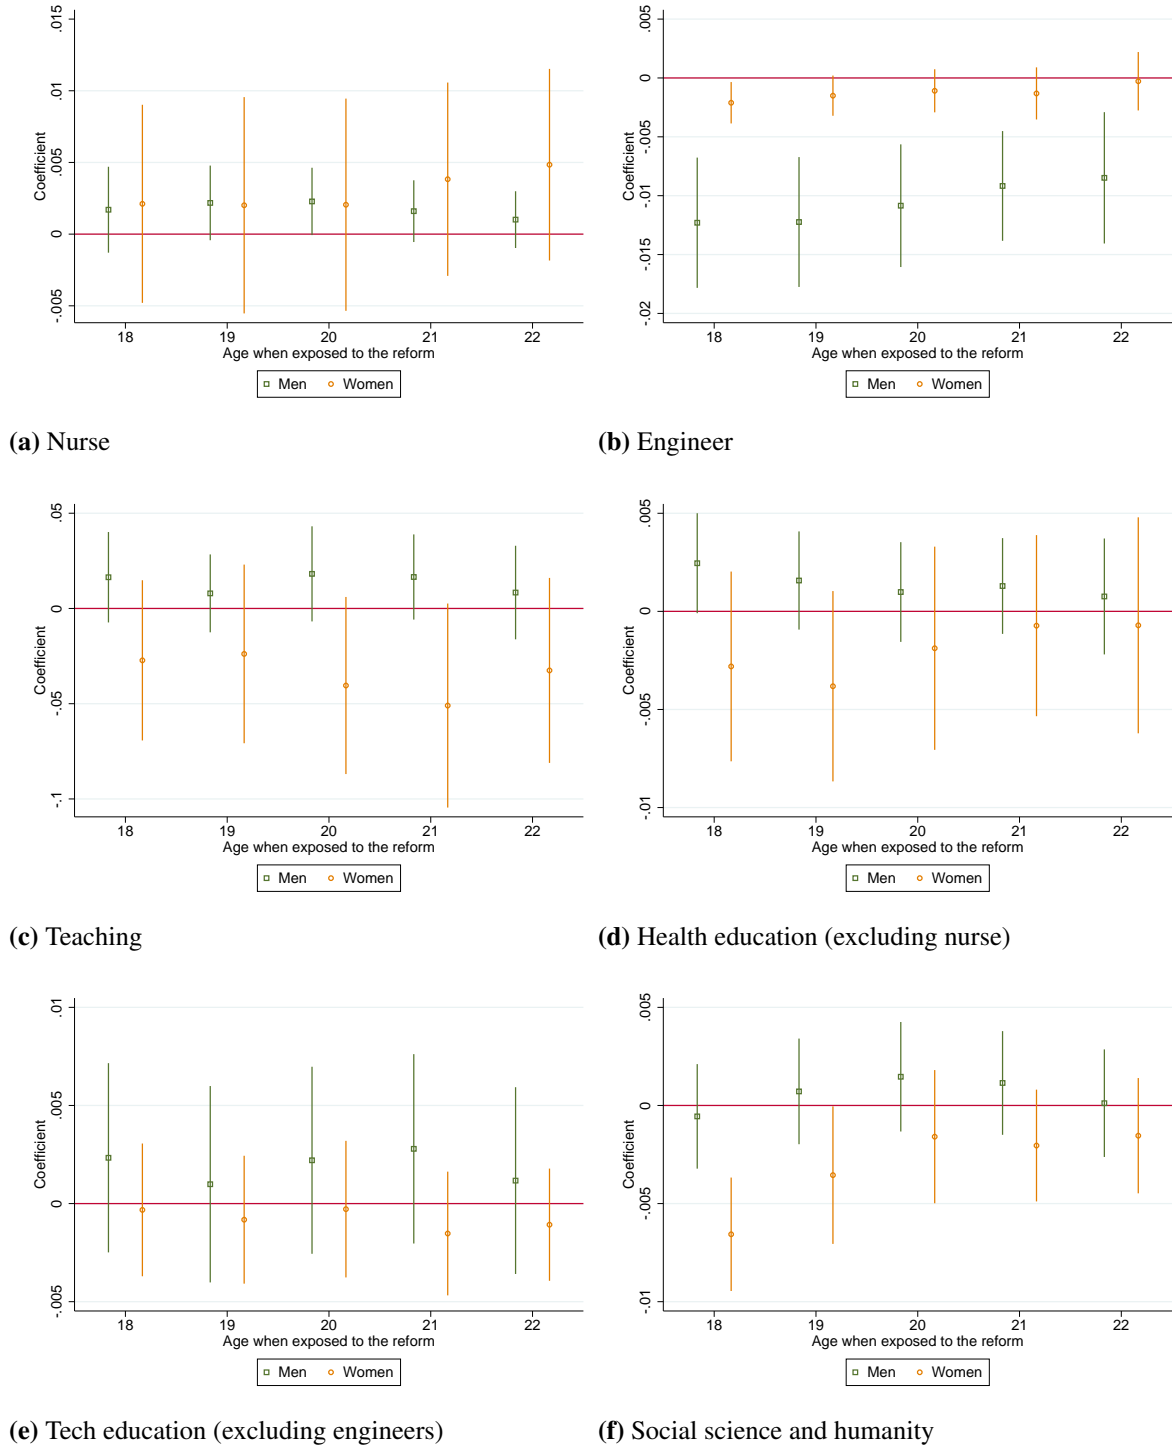 .015
.01
.005
0
-.005
Coefficient
18 19 20 21 22
Age when exposed to the reform
Men Women
(a) Nurse
.005
0
-.005
-.01
-.015
-.02
Coefficient
18 19 20 21 22
Age when exposed to the reform
Men Women
(b) Engineer
.05
0
-.05
-.1
Coefficient
18 19 20 21 22
Age when exposed to the reform
Men Women
(c) Teaching
.005
0
-.005
-.01
Coefficient
18 19 20 21 22
Age when exposed to the reform
Men Women
(d) Health education (excluding nurse)
.01
.005
0
-.005
Coefficient
18 19 20 21 22
Age when exposed to the reform
Men Women
(e) Tech education (excluding engineers)
.005
0
-.005
-.01
Coefficient
18 19 20 21 22
Age when exposed to the reform
Men Women
(f) Social science and humanity